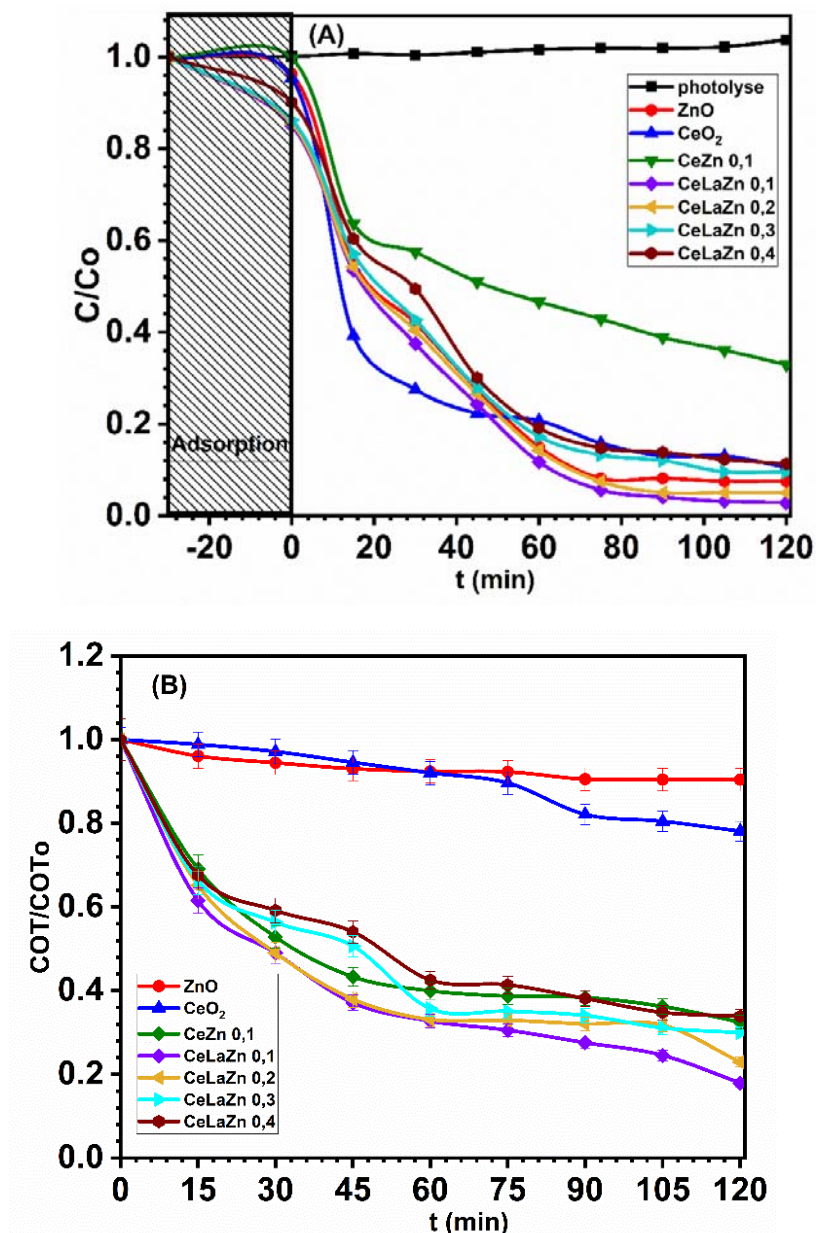 (A)
1.0
0.8
0.6
0.4
0.2
0.0
C/Co
photolyse
ZnO
CeO2
CeZn 0,1
CeLaZn 0,1
CeLaZn 0,2
CeLaZn 0,3
CeLaZn 0,4
Adsorption
-20 0 20 40 60 80 100 120
t (min)
(B)
1.2
1.0
0.8
0.6
0.4
0.2
0.0
COT/COTo
ZnO
CeO2
CeZn 0,1
CeLaZn 0,1
CeLaZn 0,2
CeLaZn 0,3
CeLaZn 0,4
0 15 30 45 60 75 90 105 120
t (min)